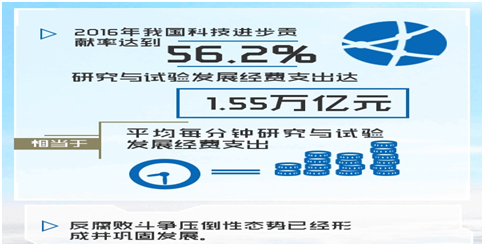 2016年我国科技进步贡
献率达到
56.2%
研究与试验发展经费支出达
1.55万亿元
相当于
平均每分钟研究与试验
发展经费支出
反腐败斗争压倒性态势已经形
成并巩固发展。